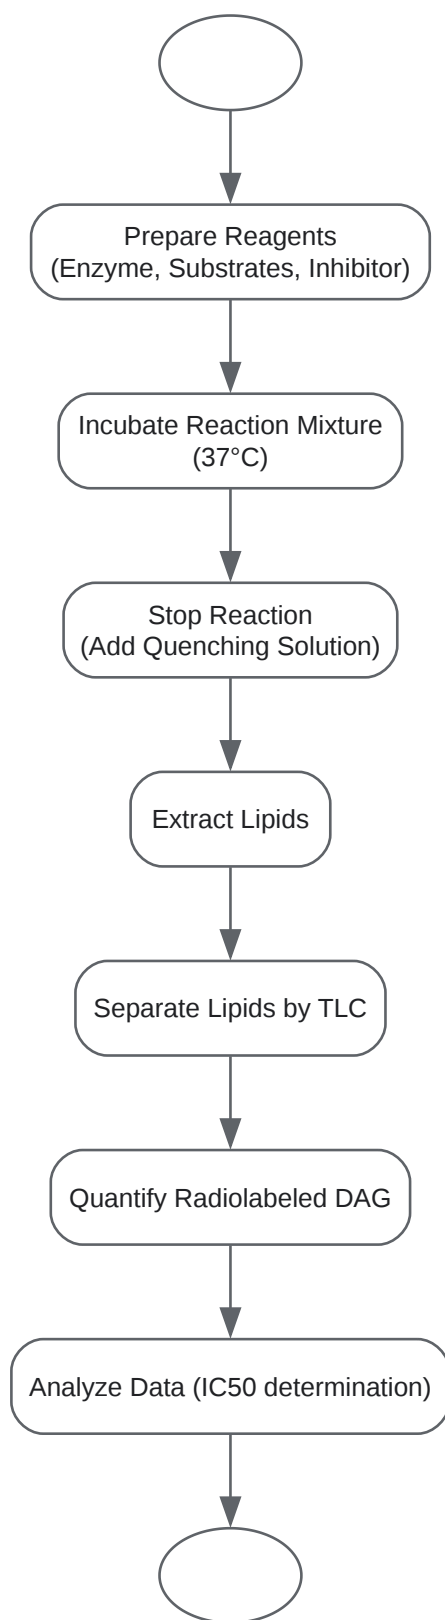 Prepare Reagents
(Enzyme, Substrates, Inhibitor)
Incubate Reaction Mixture
(37°C)
Stop Reaction
(Add Quenching Solution)
Extract Lipids
Separate Lipids by TLC
Quantify Radiolabeled DAG
Analyze Data (IC50 determination)